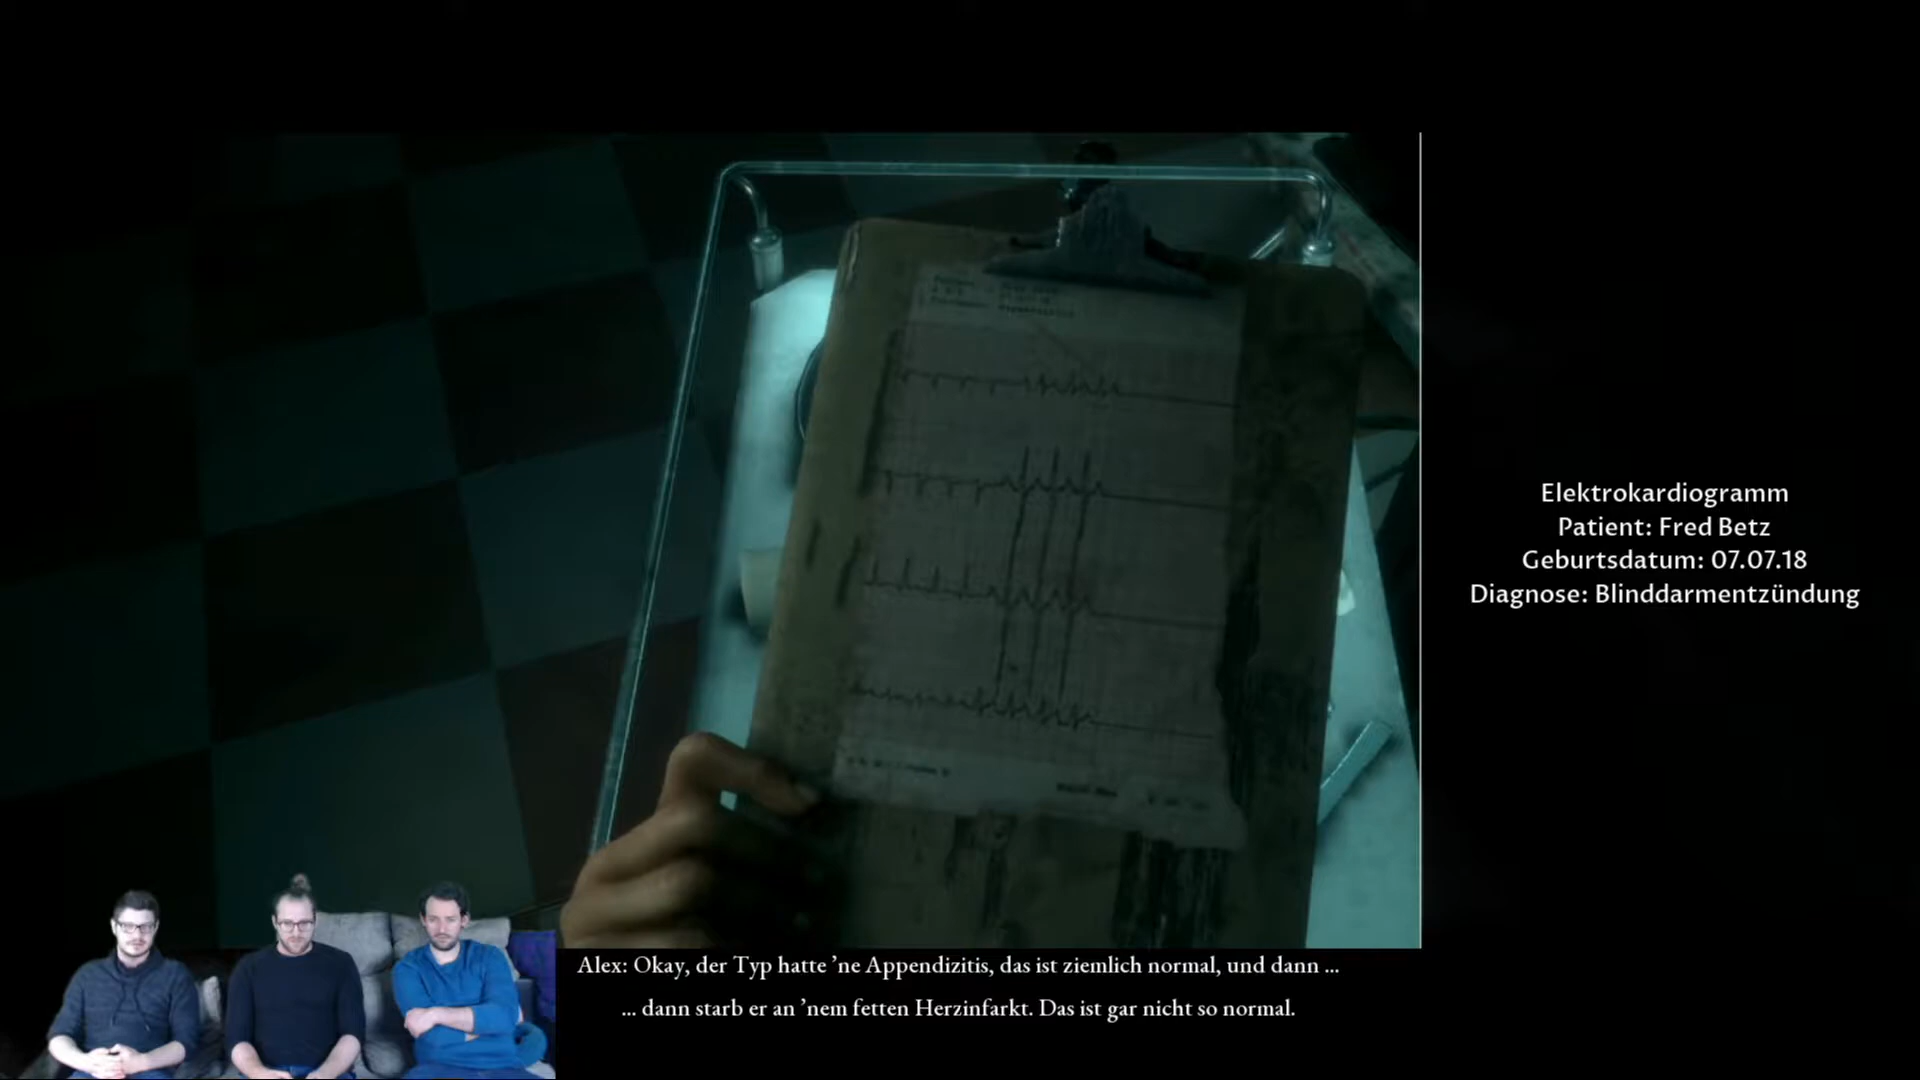 Elektrokardiogramm
Patient: Fred Betz
Geburtsdatum: 07.07.18
Diagnose: Blinddarmentzündung
Alex: Okay, der Typ hatte ’ne Appendizitis, das ist ziemlich normal, und dann ...
... dann starb er an ’nem fetten Herzinfarkt. Das ist gar nicht so normal.